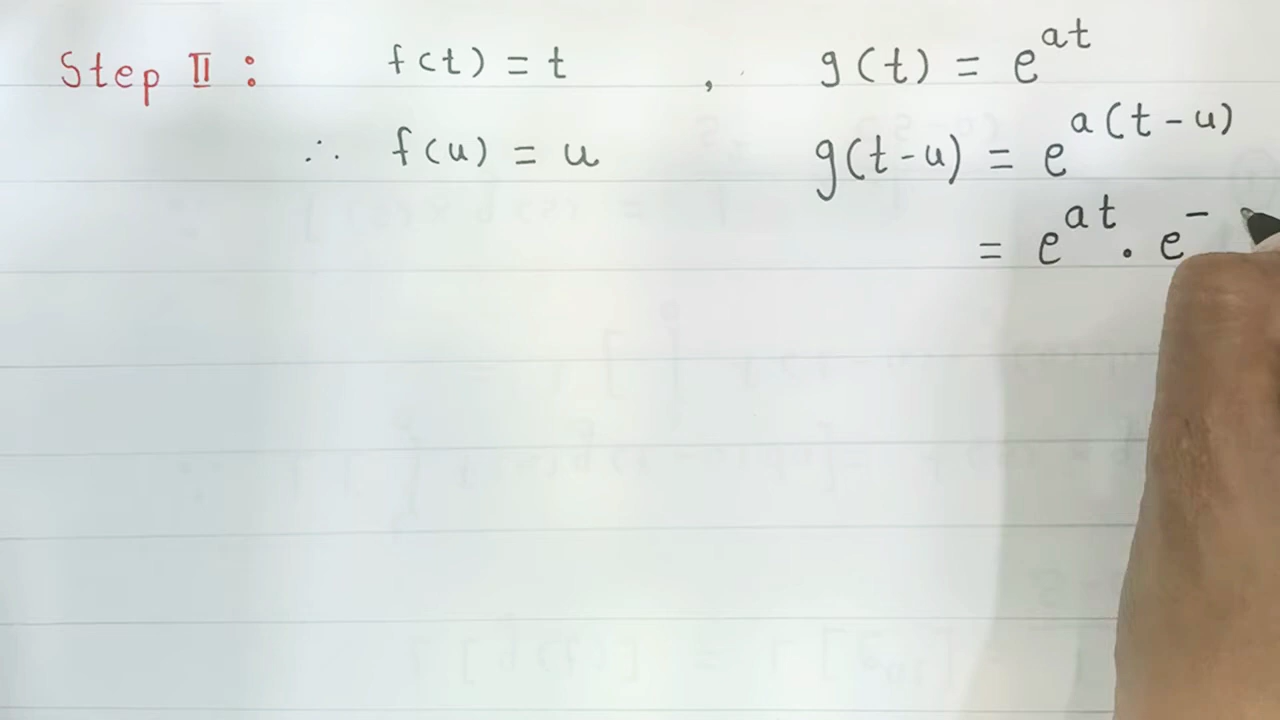 Step II : f(t) = t , g(t) = e^{at}
∴ f(u) = u g(t-u) = e^{a(t-u)}
= e^{at} . e^{-